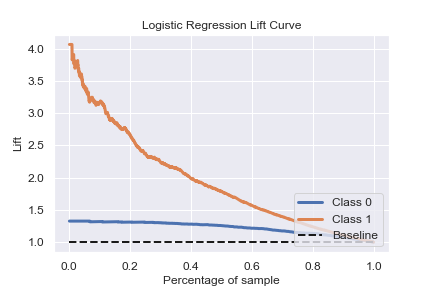 Logistic Regression Lift Curve
4.0
3.5
3.0
2.5
2.0
1.5
1.0
Lift
0.0 0.2 0.4 0.6 0.8 1.0
Percentage of sample
Class 0
Class 1
Baseline